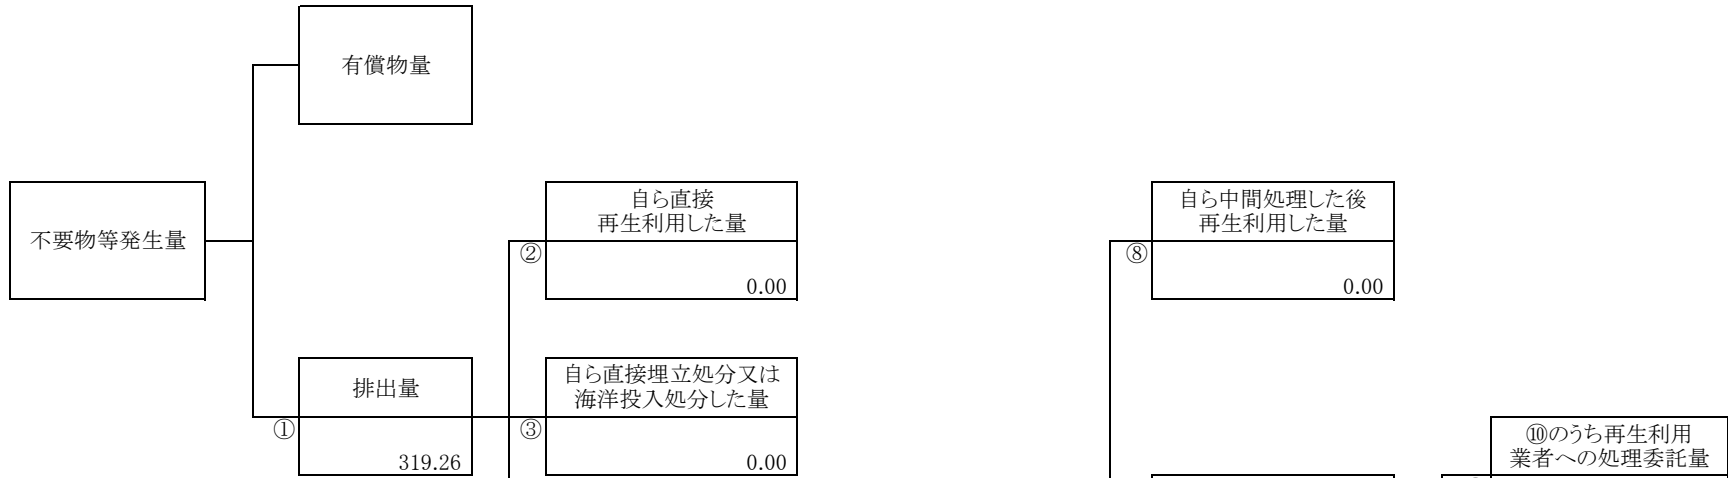 有償物量
不要物等発生量
自ら直接
再生利用した量
②
0.00
自ら中間処理した後
再生利用した量
⑧
0.00
排出量
①
319.26
自ら直接埋立処分又は
海洋投入処分した量
③
0.00
⑩のうち再生利用
業者への処理委託量